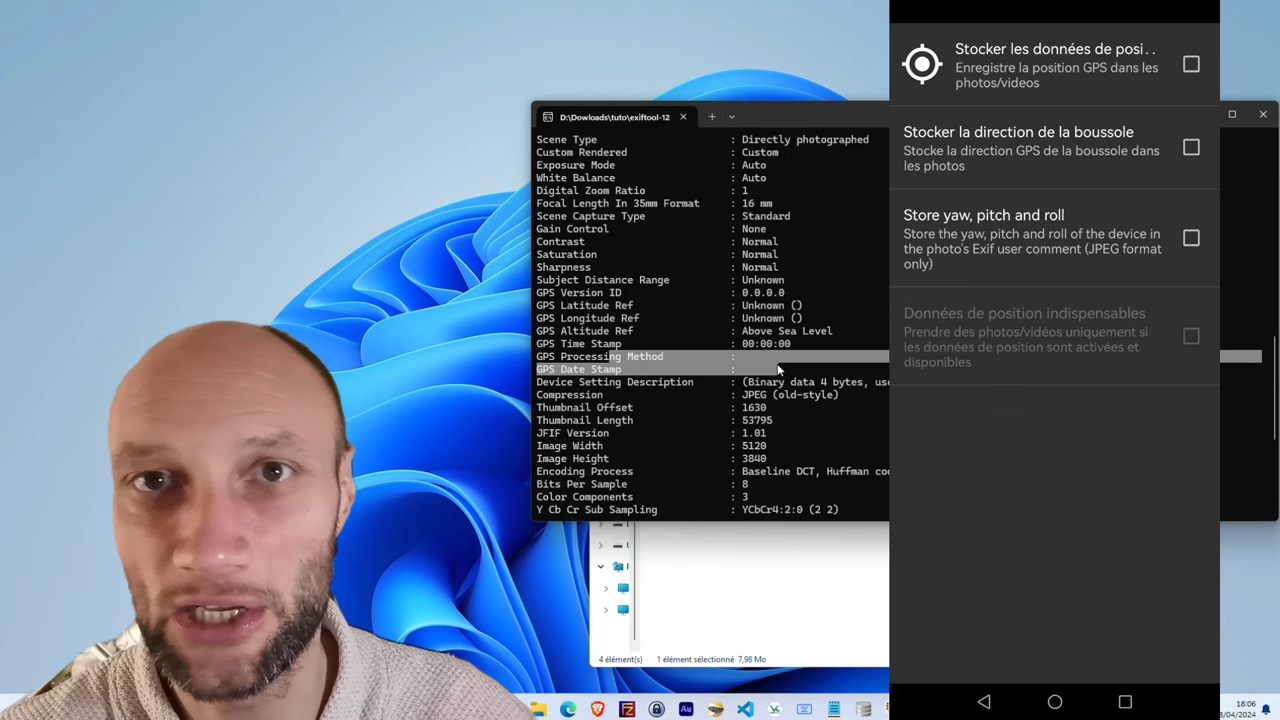 D:\Dowloads\tuto\exiftool-12
Scene Type : Directly photographed
Custom Rendered : Custom
Exposure Mode : Auto
White Balance : Auto
Digital Zoom Ratio : 1
Focal Length In 35mm Format : 16 mm
Scene Capture Type : Standard
Gain Control : None
Contrast : Normal
Saturation : Normal
Sharpness : Normal
Subject Distance Range : Unknown
GPS Version ID : 0.0.0.0
GPS Latitude Ref : Unknown ()
GPS Longitude Ref : Unknown ()
GPS Altitude Ref : Above Sea Level
GPS Time Stamp : 00:00:00
GPS Processing Method :
GPS Date Stamp :
Device Setting Description : (Binary data 4 bytes, us
Compression : JPEG (old-style)
Thumbnail Offset : 1630
Thumbnail Length : 53795
JFIF Version : 1.01
Image Width : 5120
Image Height : 3840
Encoding Process : Baseline DCT, Huffman co
Bits Per Sample : 8
Color Components : 3
Y Cb Cr Sub Sampling : YCbCr4:2:0 (2 2)
4 élément(s) 1 élément sélectionné 7,98 Mo
Stocker les données de posi..
Enregistre la position GPS dans les
photos/videos
Stocker la direction de la boussole
Stocke la direction GPS de la boussole dans
les photos
Store yaw, pitch and roll
Store the yaw, pitch and roll of the device in
the photo's Exif user comment (JPEG format
only)
Données de position indispensables
Prendre des photos/vidéos uniquement si
les données de position sont activées et
disponibles
Au
18:06
8/04/2024